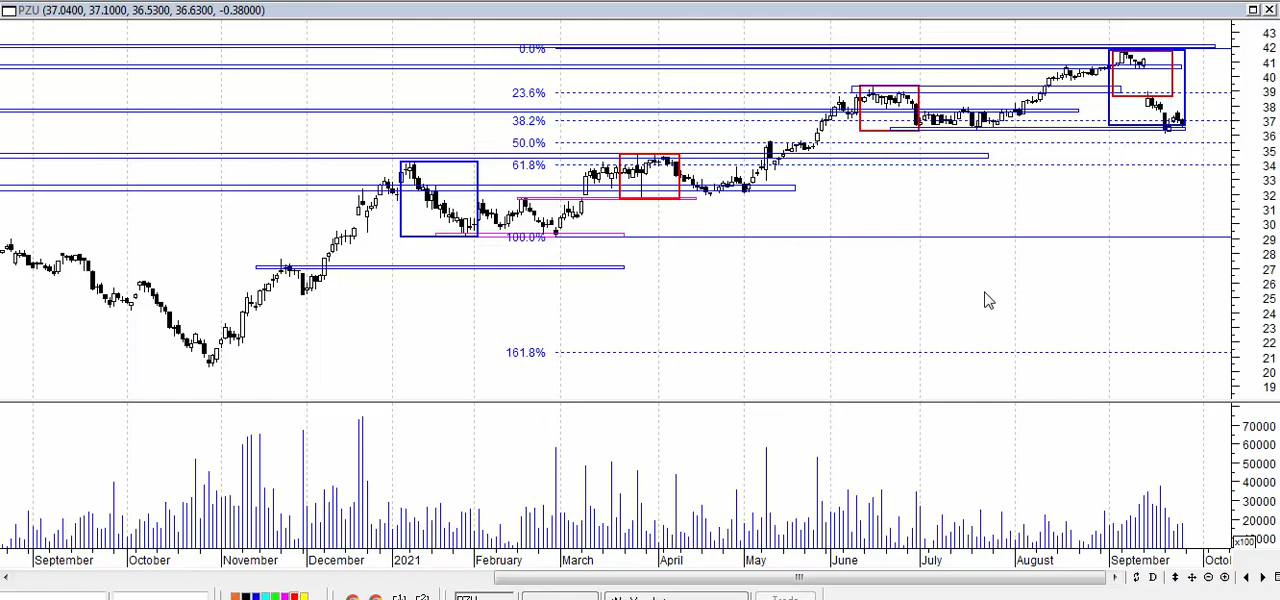 PZU (37.0400, 37.1000, 36.5300, 36.6300, -0.38000)
43
0.0%
42
41
40
23.6%
39
38
38.2%
37
36
50.0%
35
34
61.8%
33
32
31
30
100.0%
29
28
27
26
25
24
23
22
161.8%
21
20
19
70000
60000
50000
40000
30000
20000
x100
September
October
November
December
2021
February
March
April
May
June
July
August
September
D
PZU